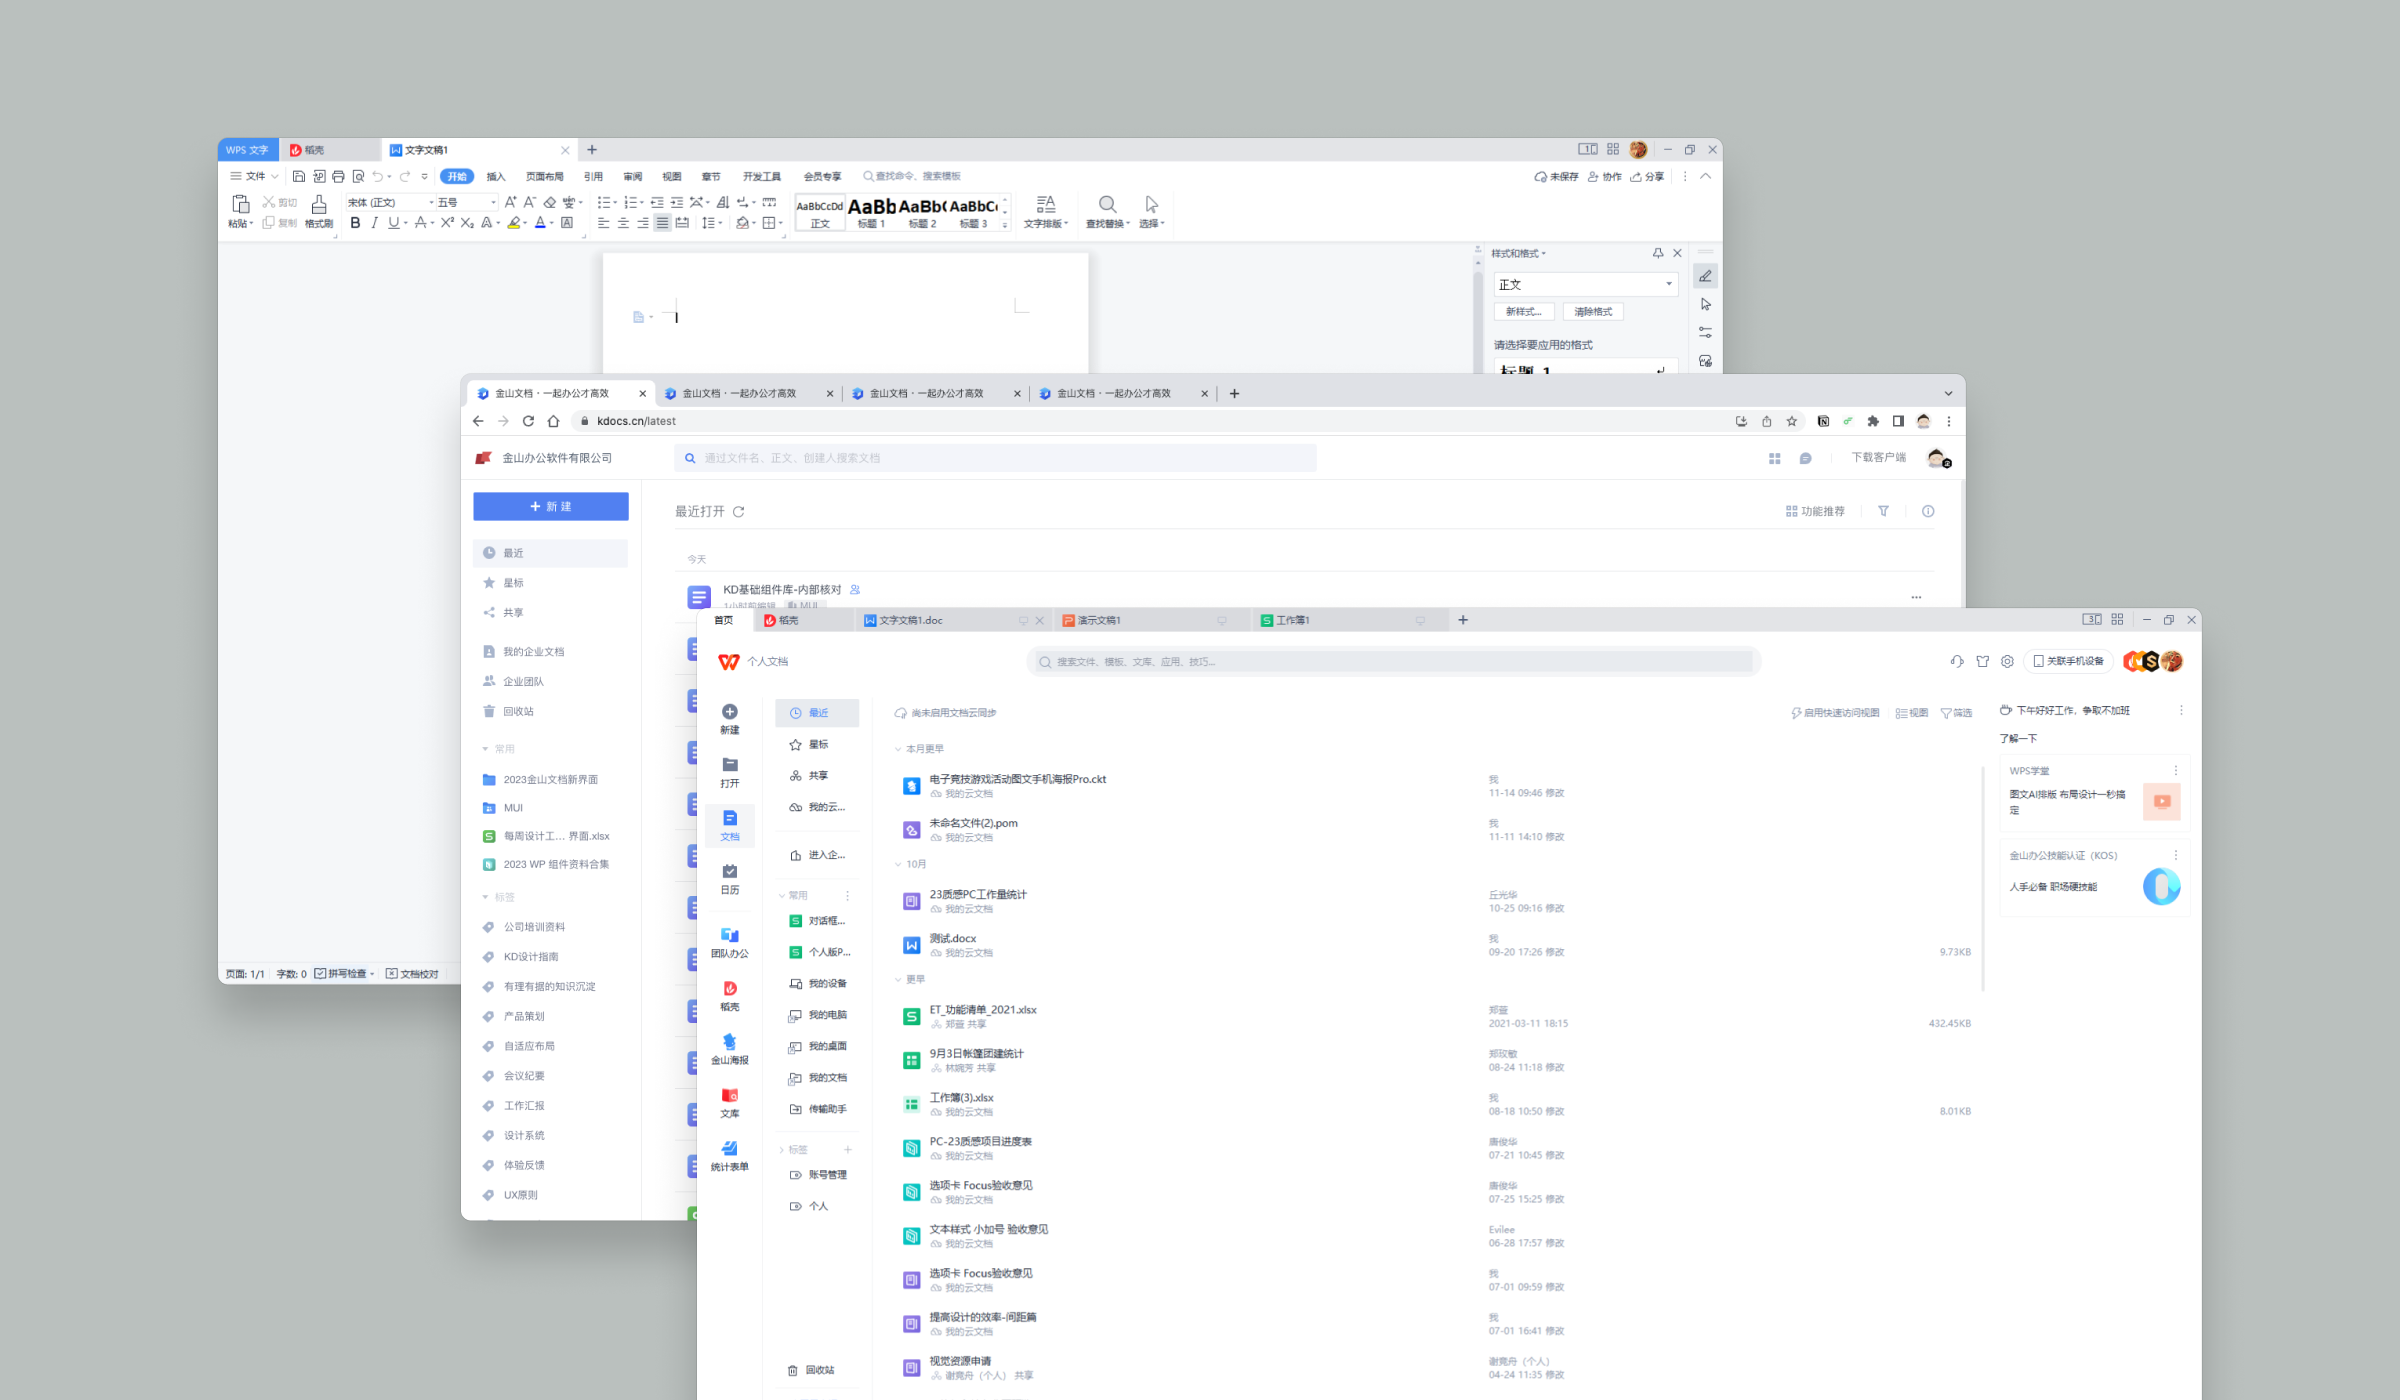 WPS 文字
稻壳
文字文稿1
文件
开始
插入
页面布局
引用
审阅
视图
章节
开发工具
会员专享
查找命令、搜索模板
未保存
协作
分享
粘贴
剪切
复制
格式刷
宋体 (正文)
五号
AaBbCcDd
正文
AaBb
标题 1
AaBb(
标题 2
AaBbC
标题 3
文字排版
查找替换
选择
样式和格式
正文
新样式...
清除格式
请选择要应用的格式
标题 1
页面: 1/1
字数: 0
拼写检查
文档校对
金山文档 · 一起办公才高效
金山文档 · 一起办公才高效
金山文档 · 一起办公才高效
金山文档 · 一起办公才高效
kdocs.cn/latest
金山办公软件有限公司
通过文件名、正文、创建人搜索文档
下载客户端
新 建
最近
星标
共享
我的企业文档
企业团队
回收站
常用
2023金山文档新界面
MUI
每周设计工... 界面.xlsx
2023 WP 组件资料合集
标签
公司培训资料
KD设计指南
有理有据的知识沉淀
产品策划
自适应布局
会议纪要
工作汇报
设计系统
体验反馈
UX原则
最近打开
功能推荐
今天
KD基础组件库-内部核对
1小时前编辑
MUI
首页
稻壳
文字文稿1.doc
演示文稿1
工作簿1
个人文档
搜索文件、模板、文库、应用、技巧...
关联手机设备
新建
打开
文档
日历
团队办公
稻壳
金山海报
文库
统计表单
最近
星标
共享
我的云...
进入企...
常用
对话框...
个人版P...
我的设备
我的电脑
我的桌面
我的文档
传输助手
标签
账号管理
个人
回收站
尚未启用文档云同步
启用快速访问视图
视图
筛选
本月更早
电子竞技游戏活动图文手机海报Pro.ckt
我的云文档
我
11-14 09:46 修改
未命名文件(2).pom
我的云文档
我
11-11 14:10 修改
10月
23质感PC工作量统计
我的云文档
丘光华
10-25 09:16 修改
测试.docx
我的云文档
我
09-20 17:26 修改
9.73KB
更早
ET_功能清单_2021.xlsx
郑萱 共享
郑萱
2021-03-11 18:15
432.45KB
9月3日帐篷团建统计
林婉芳 共享
郑玫敏
08-24 11:18 修改
工作簿(3).xlsx
我的云文档
我
08-18 10:50 修改
8.01KB
PC-23质感项目进度表
我的云文档
唐俊华
07-21 10:45 修改
选项卡 Focus验收意见
我的云文档
唐俊华
07-25 15:25 修改
文本样式 小加号 验收意见
我的云文档
Evilee
06-28 17:57 修改
选项卡 Focus验收意见
我的云文档
我
07-01 09:59 修改
提高设计的效率-间距篇
我的云文档
我
07-01 16:41 修改
视觉资源申请
谢竞舟（个人） 共享
谢竞舟（个人）
04-24 11:35 修改
下午好好工作，争取不加班
了解一下
WPS学堂
图文AI排版 布局设计一秒搞
定
金山办公技能认证（KOS）
人手必备 职场硬技能